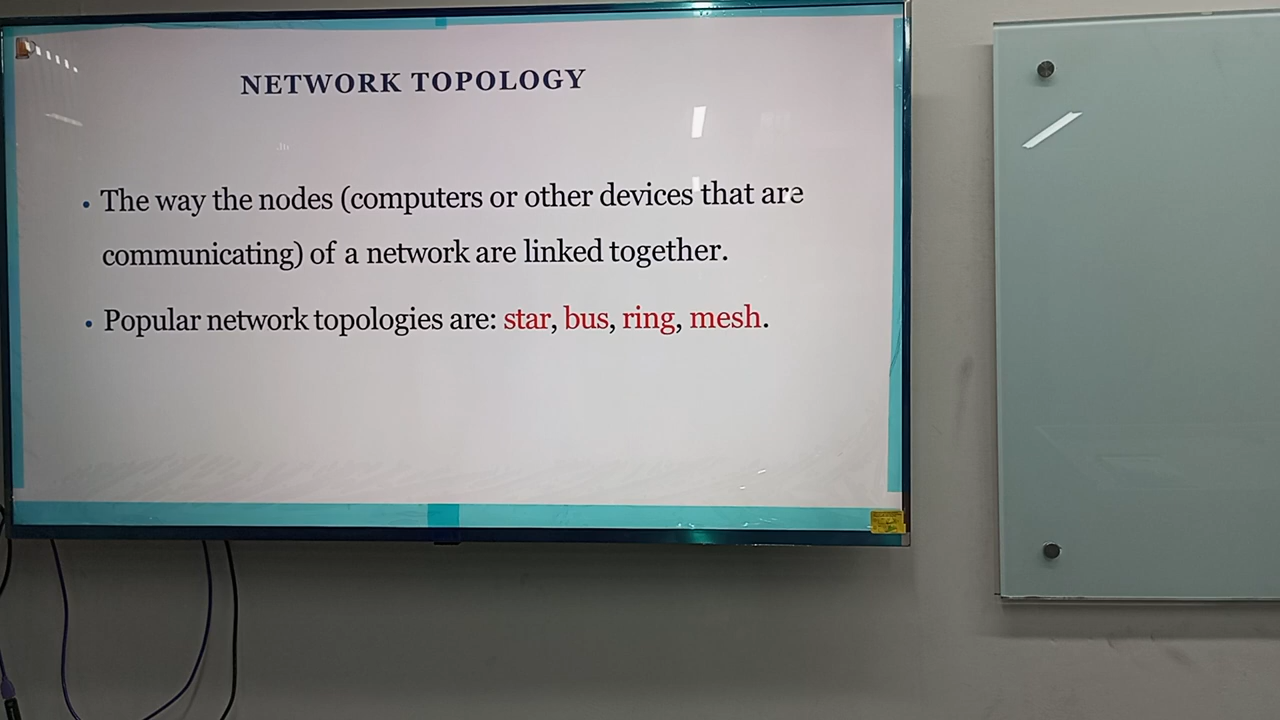 NETWORK TOPOLOGY
• The way the nodes (computers or other devices that are
communicating) of a network are linked together.
• Popular network topologies are: star, bus, ring, mesh.